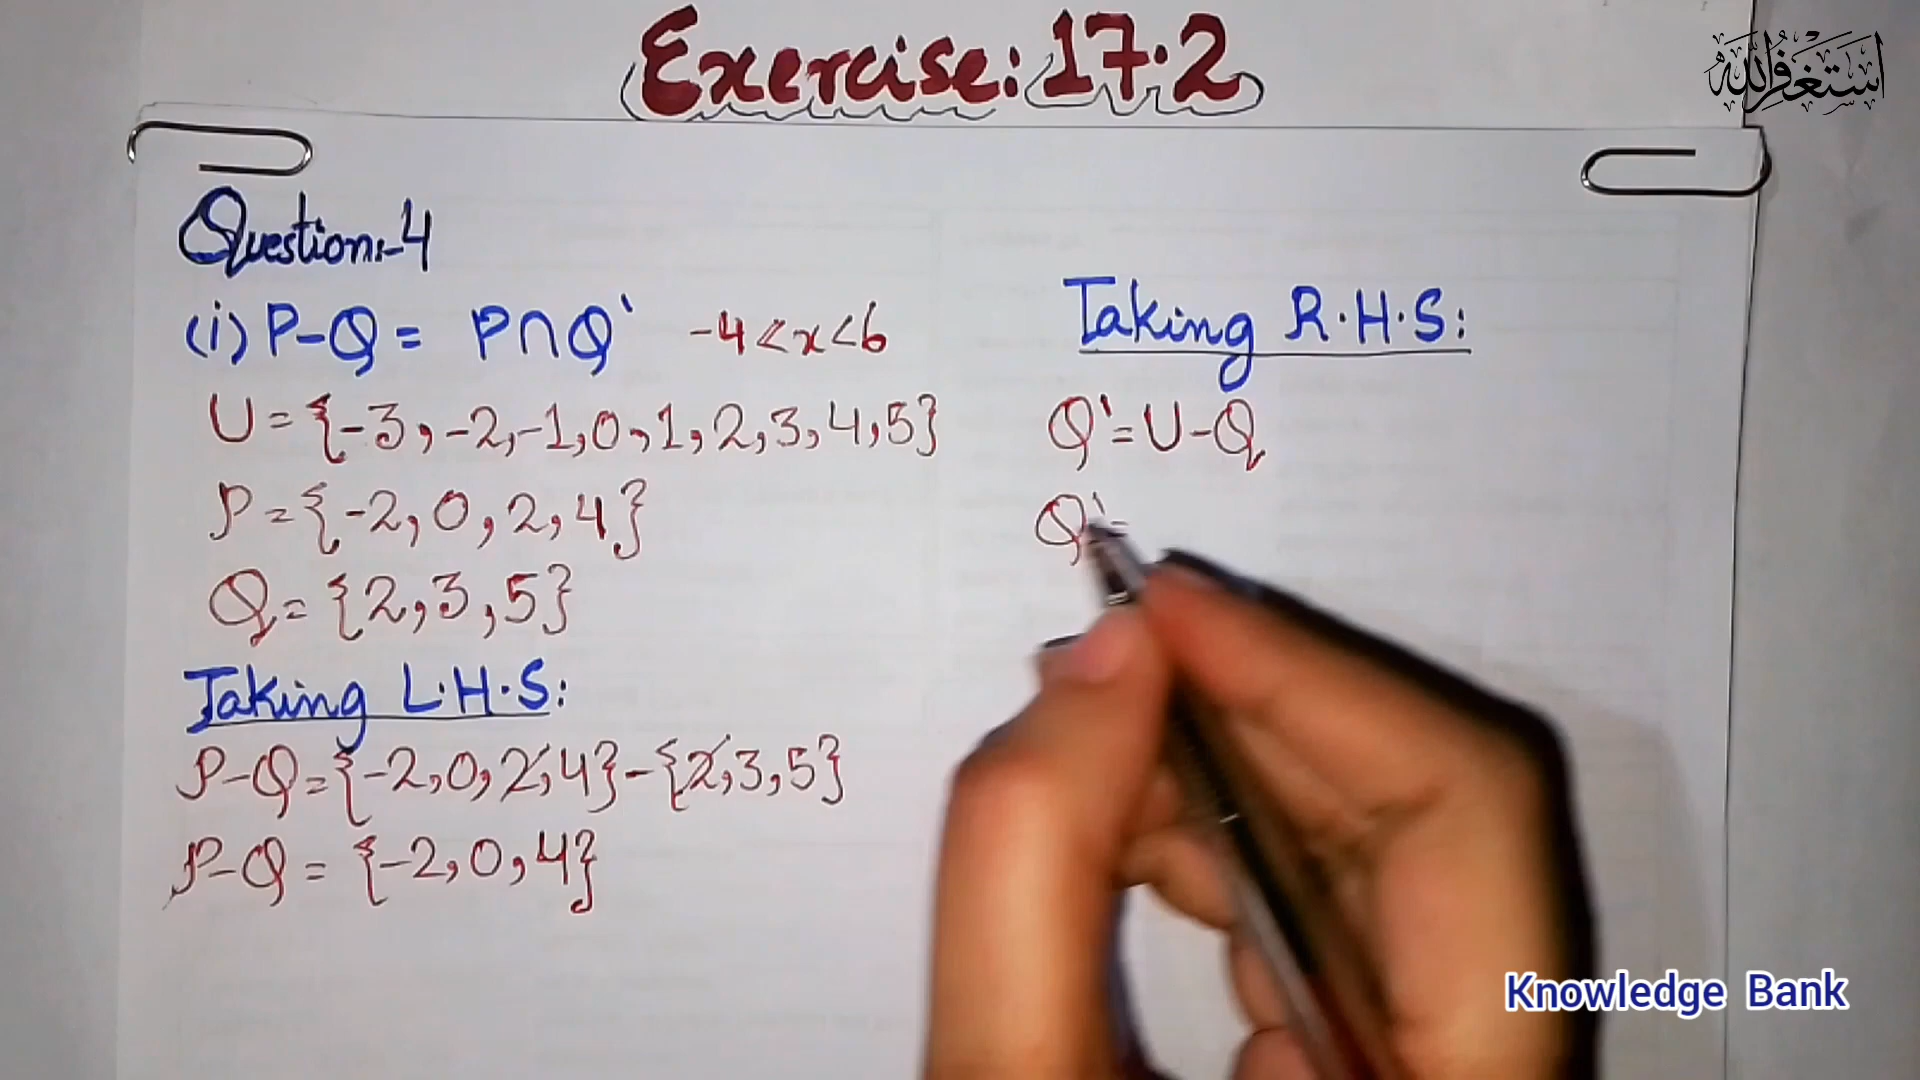 Exercise: 17.2
أستغفر الله
Question:-4
(i) P-Q = P∩Q' -4<x<6
U = {-3, -2, -1, 0, 1, 2, 3, 4, 5}
P = {-2, 0, 2, 4}
Q = {2, 3, 5}
Taking L.H.S:
P-Q = {-2, 0, 2, 4} - {2, 3, 5}
P-Q = {-2, 0, 4}
Taking R.H.S:
Q' = U-Q
Q' =
Knowledge Bank